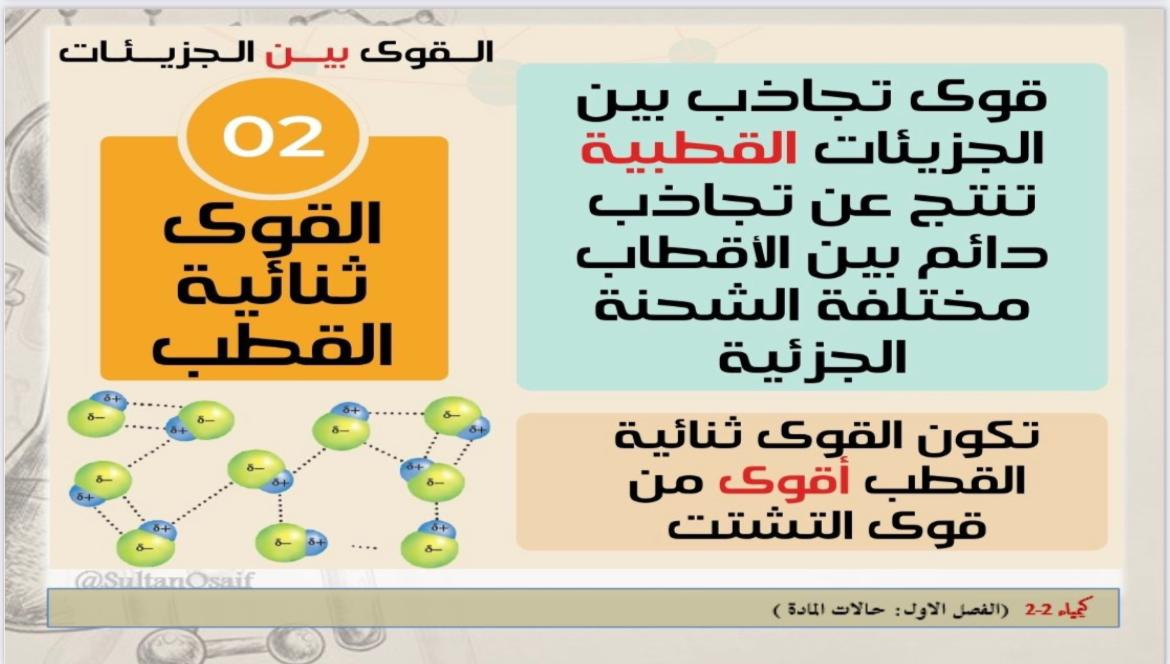 القوى بين الجزيئات
02
القوى
ثنائية
القطب
قوى تجاذب بين
الجزيئات القطبية
تنتج عن تجاذب
دائم بين الأقطاب
مختلفة الشحنة
الجزئية
تكون القوى ثنائية
القطب أقوى من
قوى التشتت
δ+ δ− δ− δ+
δ+ δ− δ− δ+
δ− δ+ δ− δ+ δ+ δ−
δ+ δ− δ− δ+ δ+ δ−
@SultanOsaif
كيمياء 2-2 (الفصل الاول: حالات المادة )